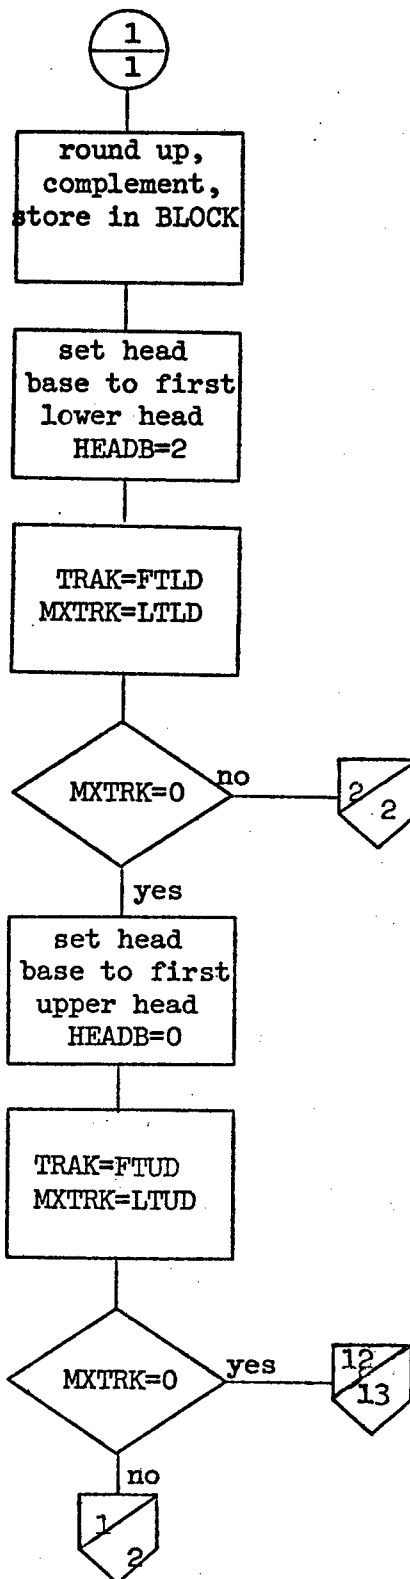 1
1
round up,
complement,
store in BLOCK
set head
base to first
lower head
HEADB=2
TRAK=FTLD
MXTRK=LTLD
MXTRK=0
no
2
2
yes
set head
base to first
upper head
HEADB=0
TRAK=FTUD
MXTRK=LTUD
MXTRK=0
yes
12
13
no
1
2